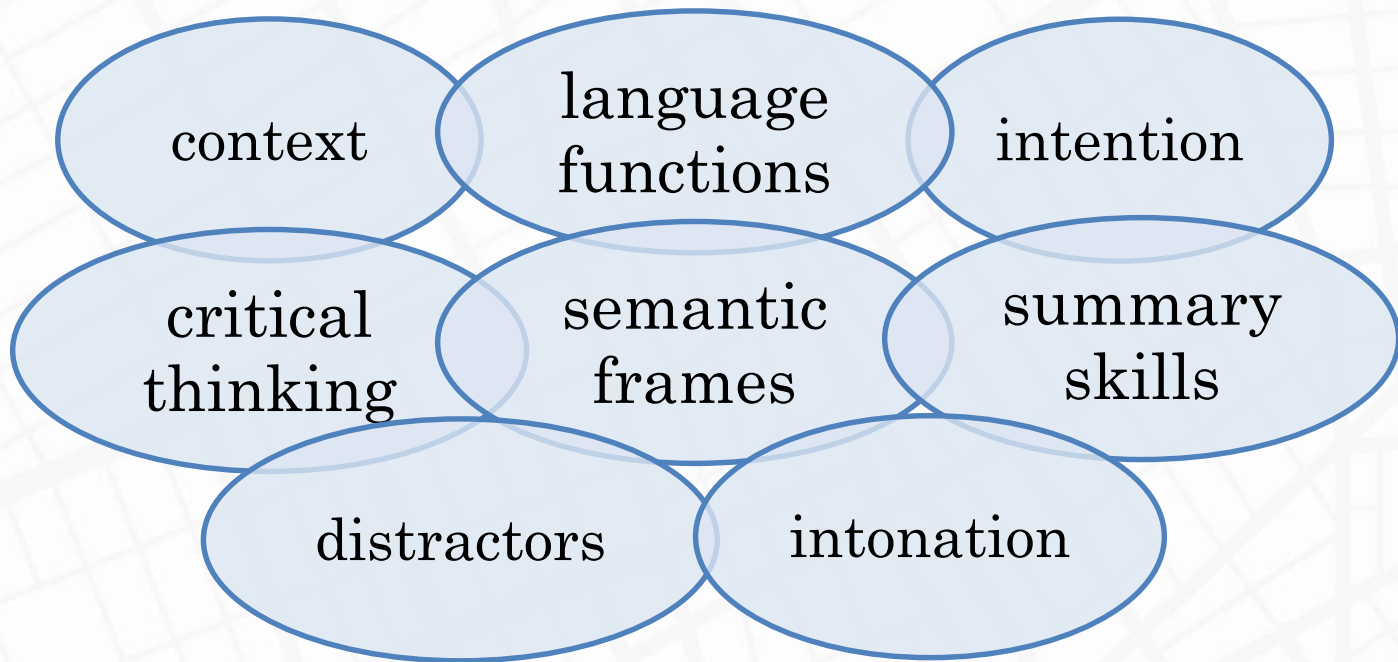 context
language
functions
intention
critical
thinking
semantic
frames
summary
skills
distractors
intonation